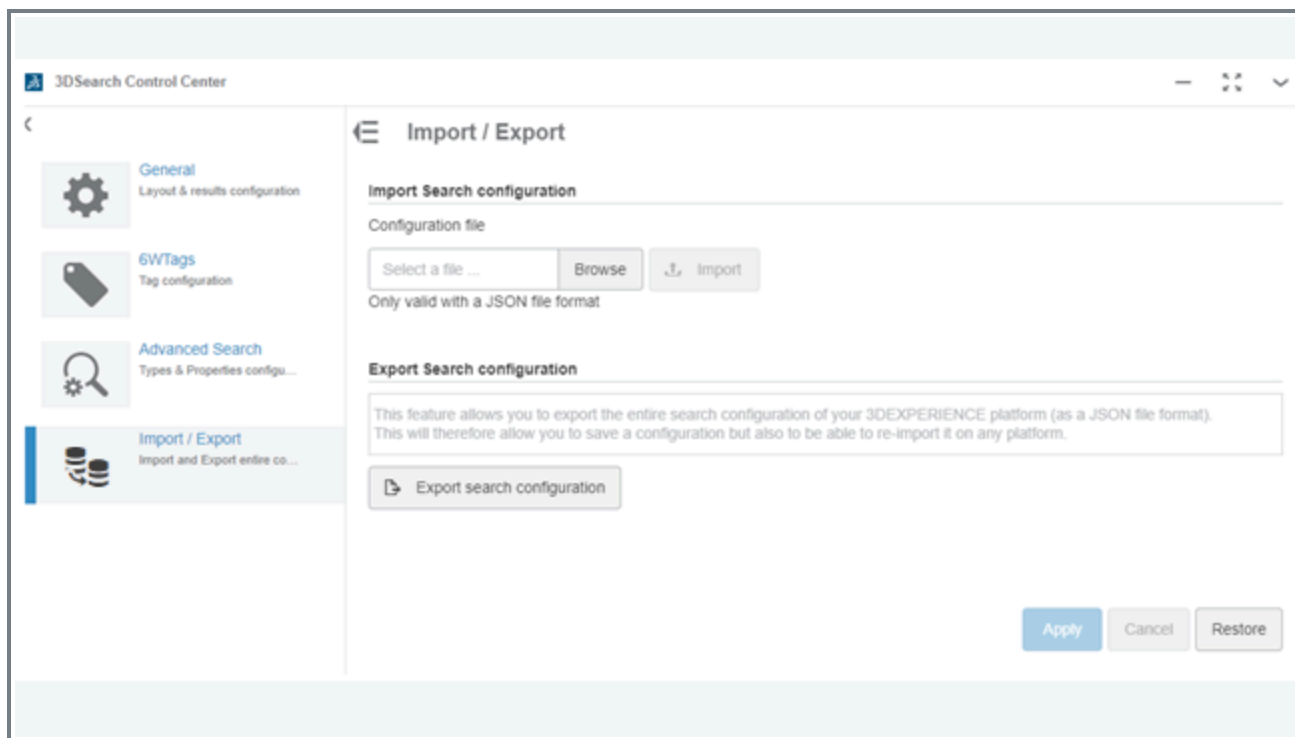 3DSearch Control Center
Import / Export
General
Layout & results configuration
Import Search configuration
Configuration file
6WTags
Tag configuration
Select a file ...
Browse
Import
Only valid with a JSON file format
Advanced Search
Types & Properties configu...
Export Search configuration
This feature allows you to export the entire search configuration of your 3DEXPERIENCE platform (as a JSON file format).
This will therefore allow you to save a configuration but also to be able to re-import it on any platform.
Import / Export
Import and Export entire co...
Export search configuration
Apply
Cancel
Restore